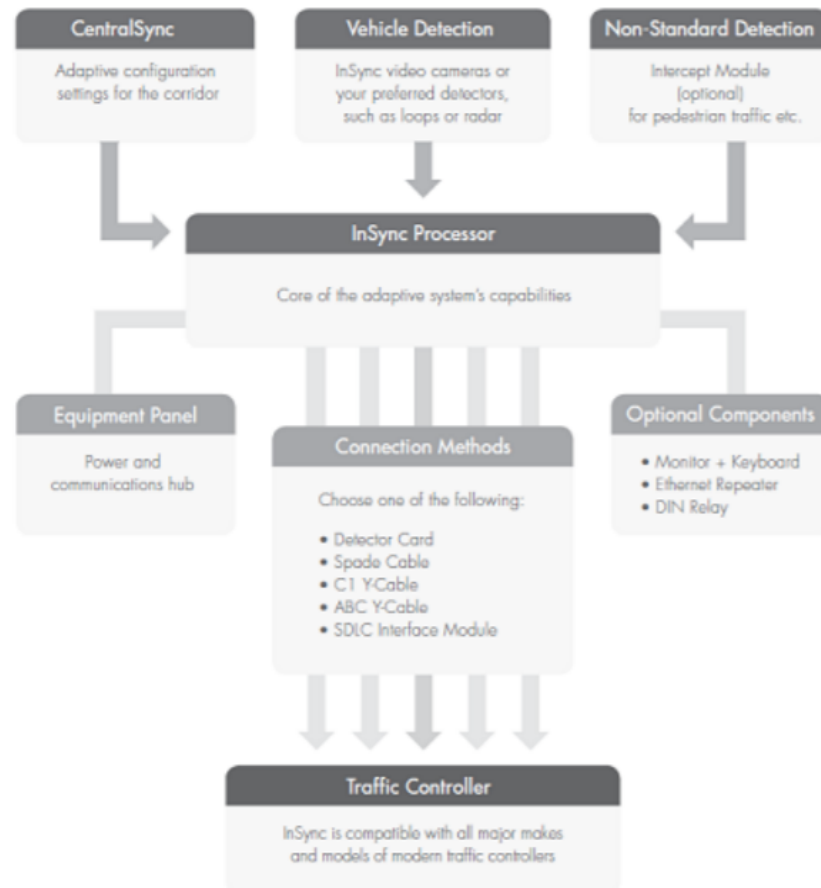 CentralSync
Adaptive configuration
settings for the corridor
Vehicle Detection
InSync video cameras or
your preferred detectors,
such as loops or radar
Non-Standard Detection
Intercept Module
(optional)
for pedestrian traffic etc.
InSync Processor
Core of the adaptive system's capabilities
Equipment Panel
Power and
communications hub
Connection Methods
Choose one of the following:
• Detector Card
• Spade Cable
• C1 Y-Cable
• ABC Y-Cable
• SDLC Interface Module
Optional Components
• Monitor + Keyboard
• Ethernet Repeater
• DIN Relay
Traffic Controller
InSync is compatible with all major makes
and models of modern traffic controllers